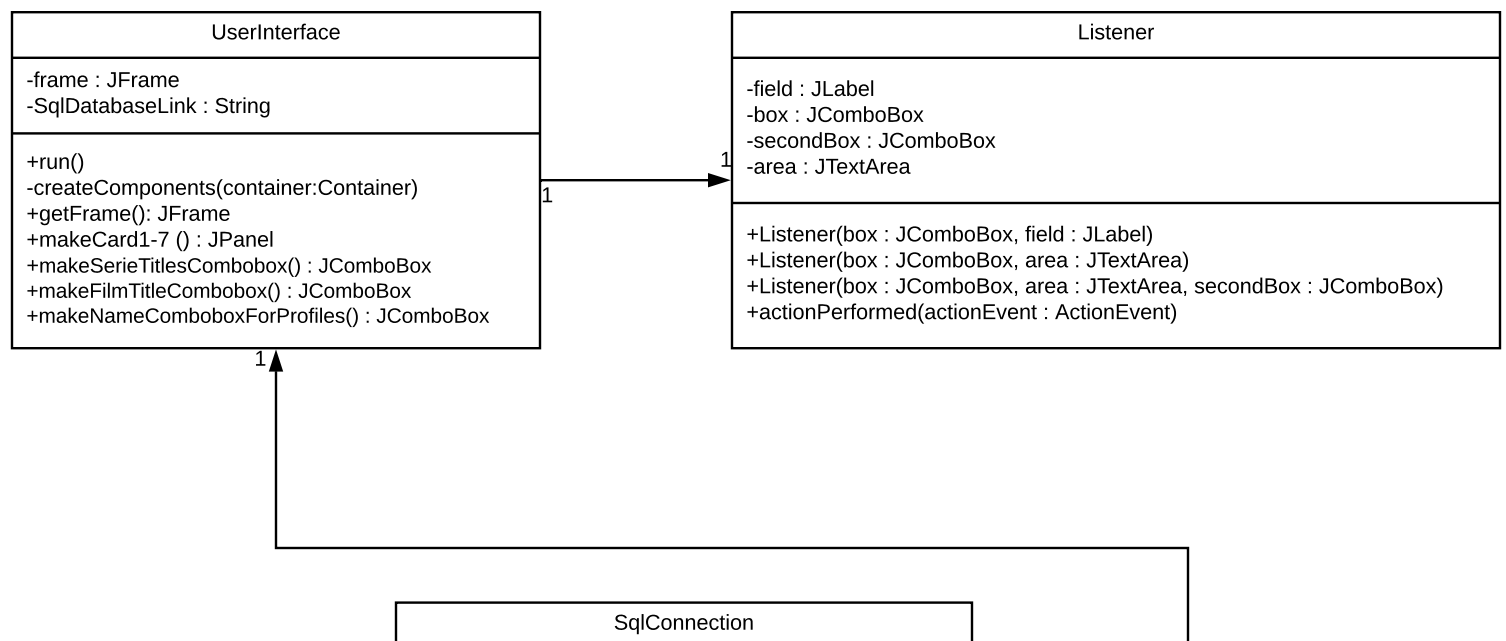 UserInterface
-frame : JFrame
-SqlDatabaseLink : String
+run()
-createComponents(container:Container)
+getFrame(): JFrame
+makeCard1-7 () : JPanel
+makeSerieTitlesCombobox() : JComboBox
+makeFilmTitleCombobox() : JComboBox
+makeNameComboboxForProfiles() : JComboBox
1
1
Listener
-field : JLabel
-box : JComboBox
-secondBox : JComboBox
-area : JTextArea
+Listener(box : JComboBox, field : JLabel)
+Listener(box : JComboBox, area : JTextArea)
+Listener(box : JComboBox, area : JTextArea, secondBox : JComboBox)
+actionPerformed(actionEvent : ActionEvent)
1
SqlConnection